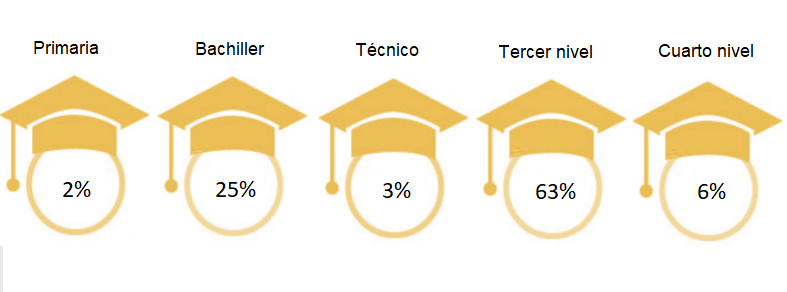 Primaria
Bachiller
Técnico
Tercer nivel
Cuarto nivel
2%
25%
3%
63%
6%